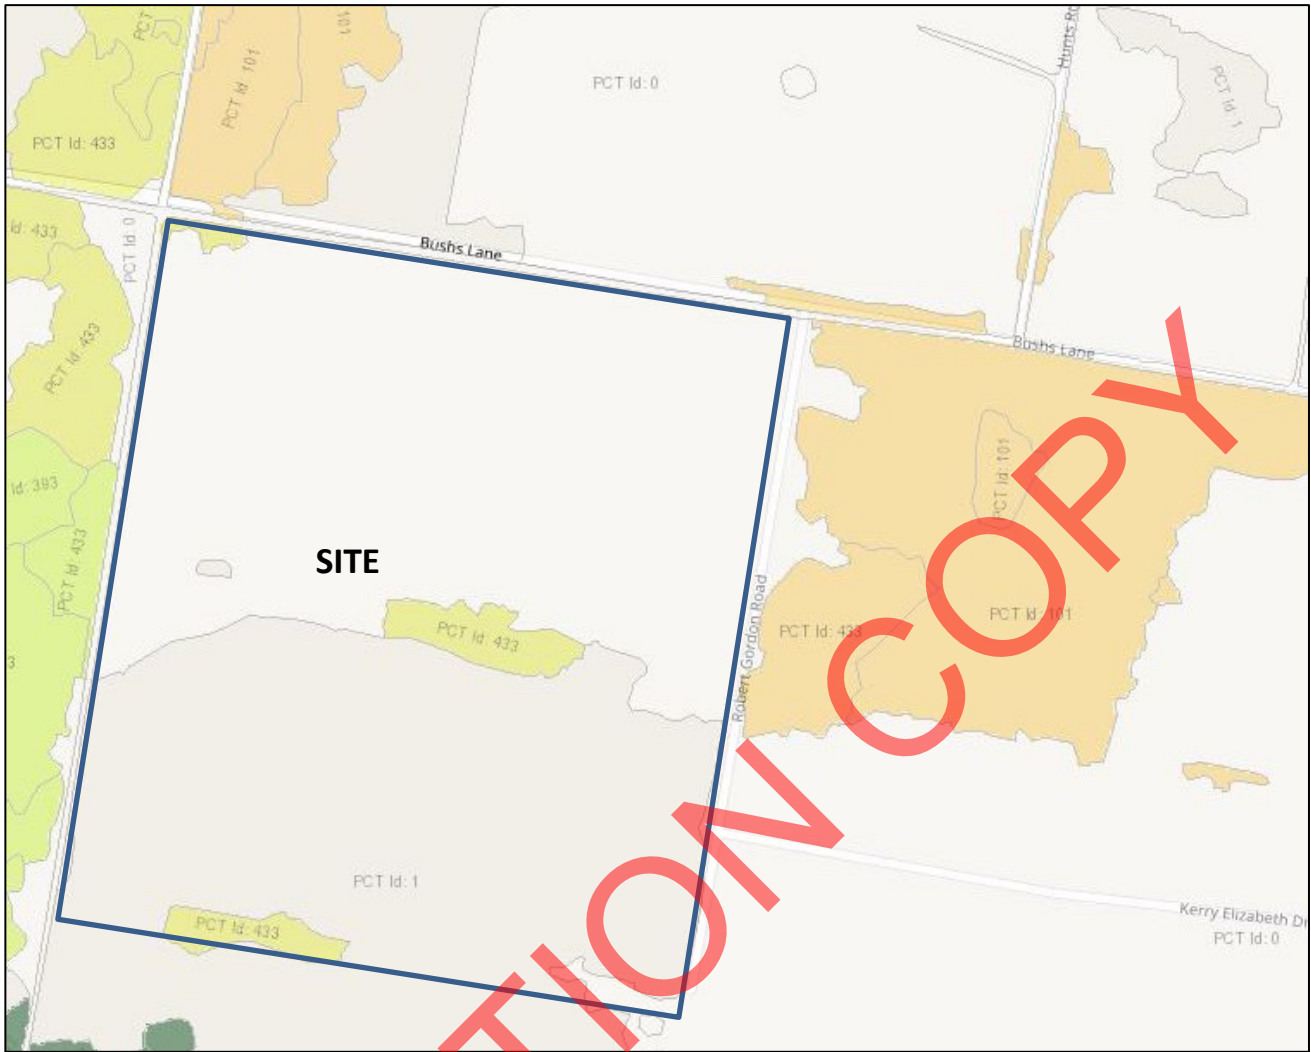 PCT
PCT Id: 101
101
PCT Id: 0
Hunts
PCT Id: 1
PCT Id: 433
Id: 433
PCT Id: 0
Bushs Lane
Bushs Lane
PCT Id: 433
Id: 393
PCT Id: 101
PCT Id: 433
SITE
PCT Id: 433
Robert Gordon Road
PCT Id: 433
PCT Id: 101
3
PCT Id: 1
PCT Id: 433
Kerry Elizabeth
PCT Id: 0
TION COPY